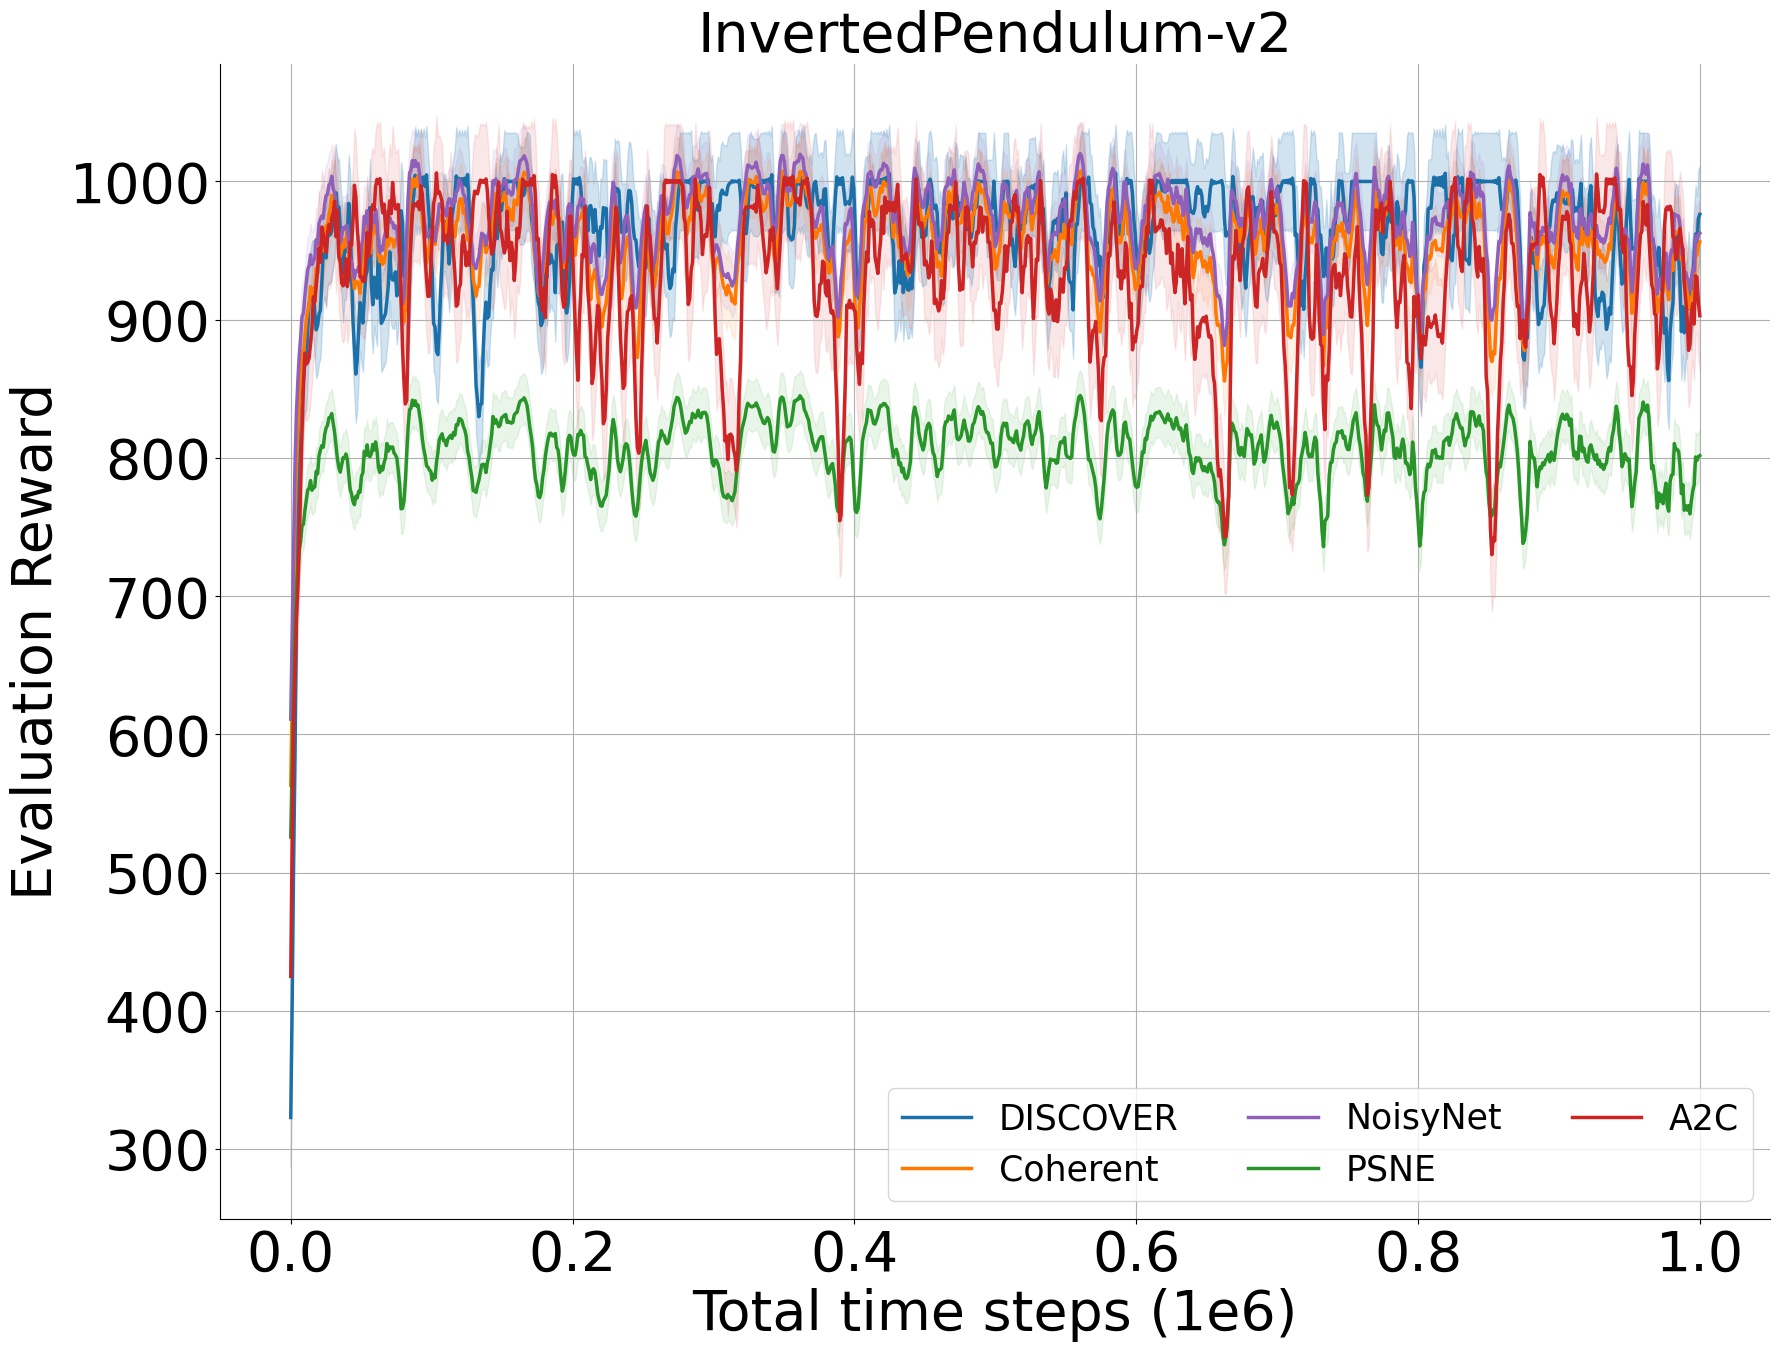 InvertedPendulum-v2
Evaluation Reward
1000
900
800
700
600
500
400
300
0.0 0.2 0.4 0.6 0.8 1.0
Total time steps (1e6)
DISCOVER NoisyNet A2C
Coherent PSNE